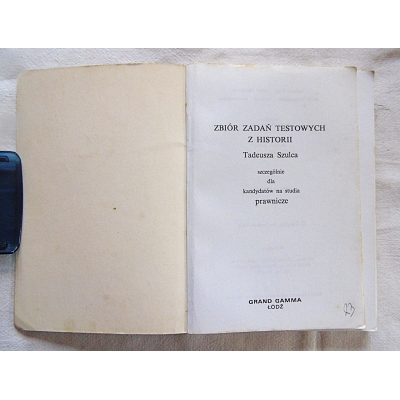 ZBIÓR ZADAŃ TESTOWYCH
Z HISTORII
Tadeusza Szulca
szczególnie
dla
kandydatów na studia
prawnicze
GRAND GAMMA
ŁÓDŹ